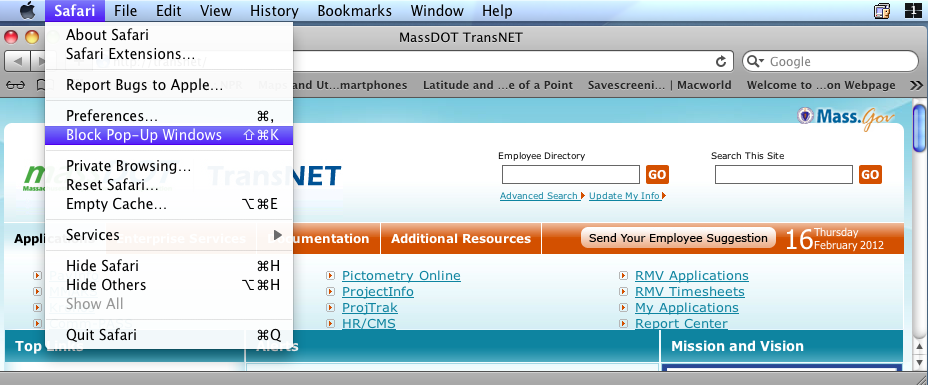 Safari File Edit View History Bookmarks Window Help 1
MassDOT TransNET
About Safari
Safari Extensions...
Report Bugs to Apple...
Preferences... ⌘,
Block Pop-Up Windows ⇧⌘K
Private Browsing...
Reset Safari...
Empty Cache... ⌥⌘E
Services
Hide Safari ⌘H
Hide Others ⌥⌘H
Show All
Quit Safari ⌘Q
Google
Maps and Ut...martphones Latitude and ...e of a Point Savescreeni... | Macworld Welcome to ...on Webpage
Mass.Gov
TransNET
Employee Directory
GO
Advanced Search Update My Info
Search This Site
GO
Enterprise Services Documentation Additional Resources
Send Your Employee Suggestion
16 Thursday
February 2012
Pictometry Online
ProjectInfo
ProjTrak
HR/CMS
RMV Applications
RMV Timesheets
My Applications
Report Center
Top Links Alerts Mission and Vision